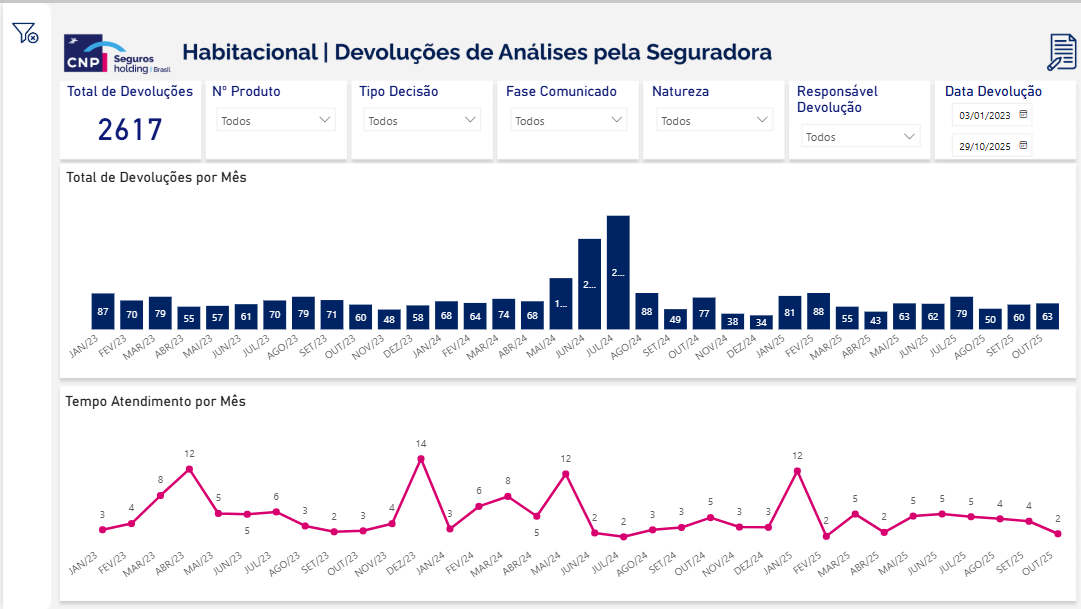 CNP
Seguros
holding | Brasil
Habitacional | Devoluções de Análises pela Seguradora
Total de Devoluções
2617
Nº Produto
Todos
Tipo Decisão
Todos
Fase Comunicado
Todos
Natureza
Todos
Responsável
Devolução
Todos
Data Devolução
03/01/2023
29/10/2025
Total de Devoluções por Mês
87 70 79 55 57 61 70 79 71 60 48 58 68 64 74 68 1... 2... 2... 88 49 77 38 34 81 88 55 43 63 62 79 50 60 63
JAN/23 FEV/23 MAR/23 ABR/23 MAI/23 JUN/23 JUL/23 AGO/23 SET/23 OUT/23 NOV/23 DEZ/23 JAN/24 FEV/24 MAR/24 ABR/24 MAI/24 JUN/24 JUL/24 AGO/24 SET/24 OUT/24 NOV/24 DEZ/24 JAN/25 FEV/25 MAR/25 ABR/25 MAI/25 JUN/25 JUL/25 AGO/25 SET/25 OUT/25
Tempo Atendimento por Mês
3 4 8 12 5 5 6 3 2 3 4 14 3 6 8 5 12 2 2 3 3 5 3 3 12 2 5 2 5 5 5 4 4 2
JAN/23 FEV/23 MAR/23 ABR/23 MAI/23 JUN/23 JUL/23 AGO/23 SET/23 OUT/23 NOV/23 DEZ/23 JAN/24 FEV/24 MAR/24 ABR/24 MAI/24 JUN/24 JUL/24 AGO/24 SET/24 OUT/24 NOV/24 DEZ/24 JAN/25 FEV/25 MAR/25 ABR/25 MAI/25 JUN/25 JUL/25 AGO/25 SET/25 OUT/25